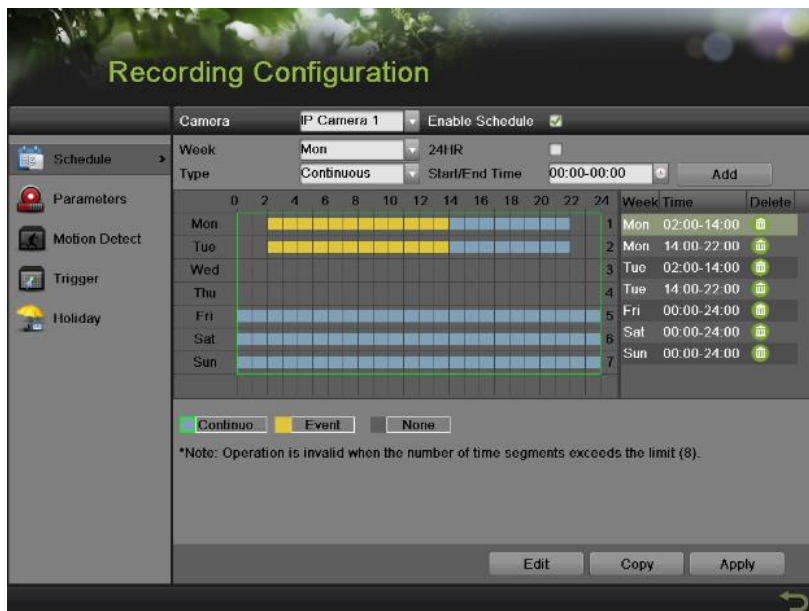 Recording Configuration
Camera IP Camera 1 Enable Schedule
Week Mon 24HR
Type Continuous Start/End Time 00:00-00:00 Add
Schedule >
Parameters
Motion Detect
Trigger
Holiday
0 2 4 6 8 10 12 14 16 18 20 22 24
Mon 1
Tue 2
Wed 3
Thu 4
Fri 5
Sat 6
Sun 7
Week Time Delete
Mon 02:00-14:00
Mon 14:00-22:00
Tue 02:00-14:00
Tue 14:00-22:00
Fri 00:00-24:00
Sat 00:00-24:00
Sun 00:00-24:00
Continuo... Event None
*Note: Operation is invalid when the number of time segments exceeds the limit (8).
Edit Copy Apply